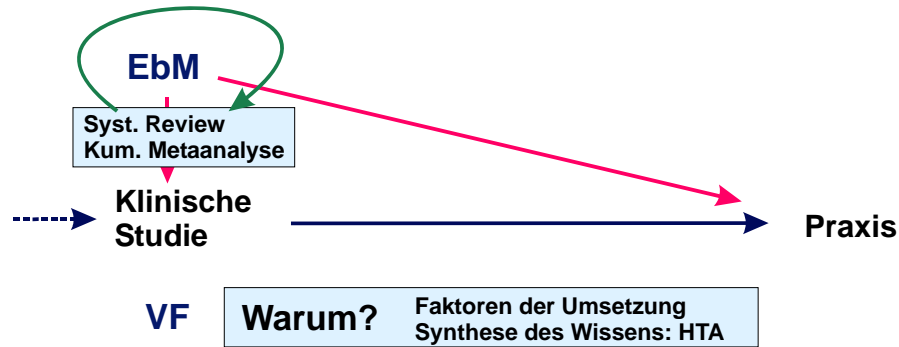 EbM
Syst. Review
Kum. Metaanalyse
Klinische
Studie
Praxis
VF
Warum?
Faktoren der Umsetzung
Synthese des Wissens: HTA